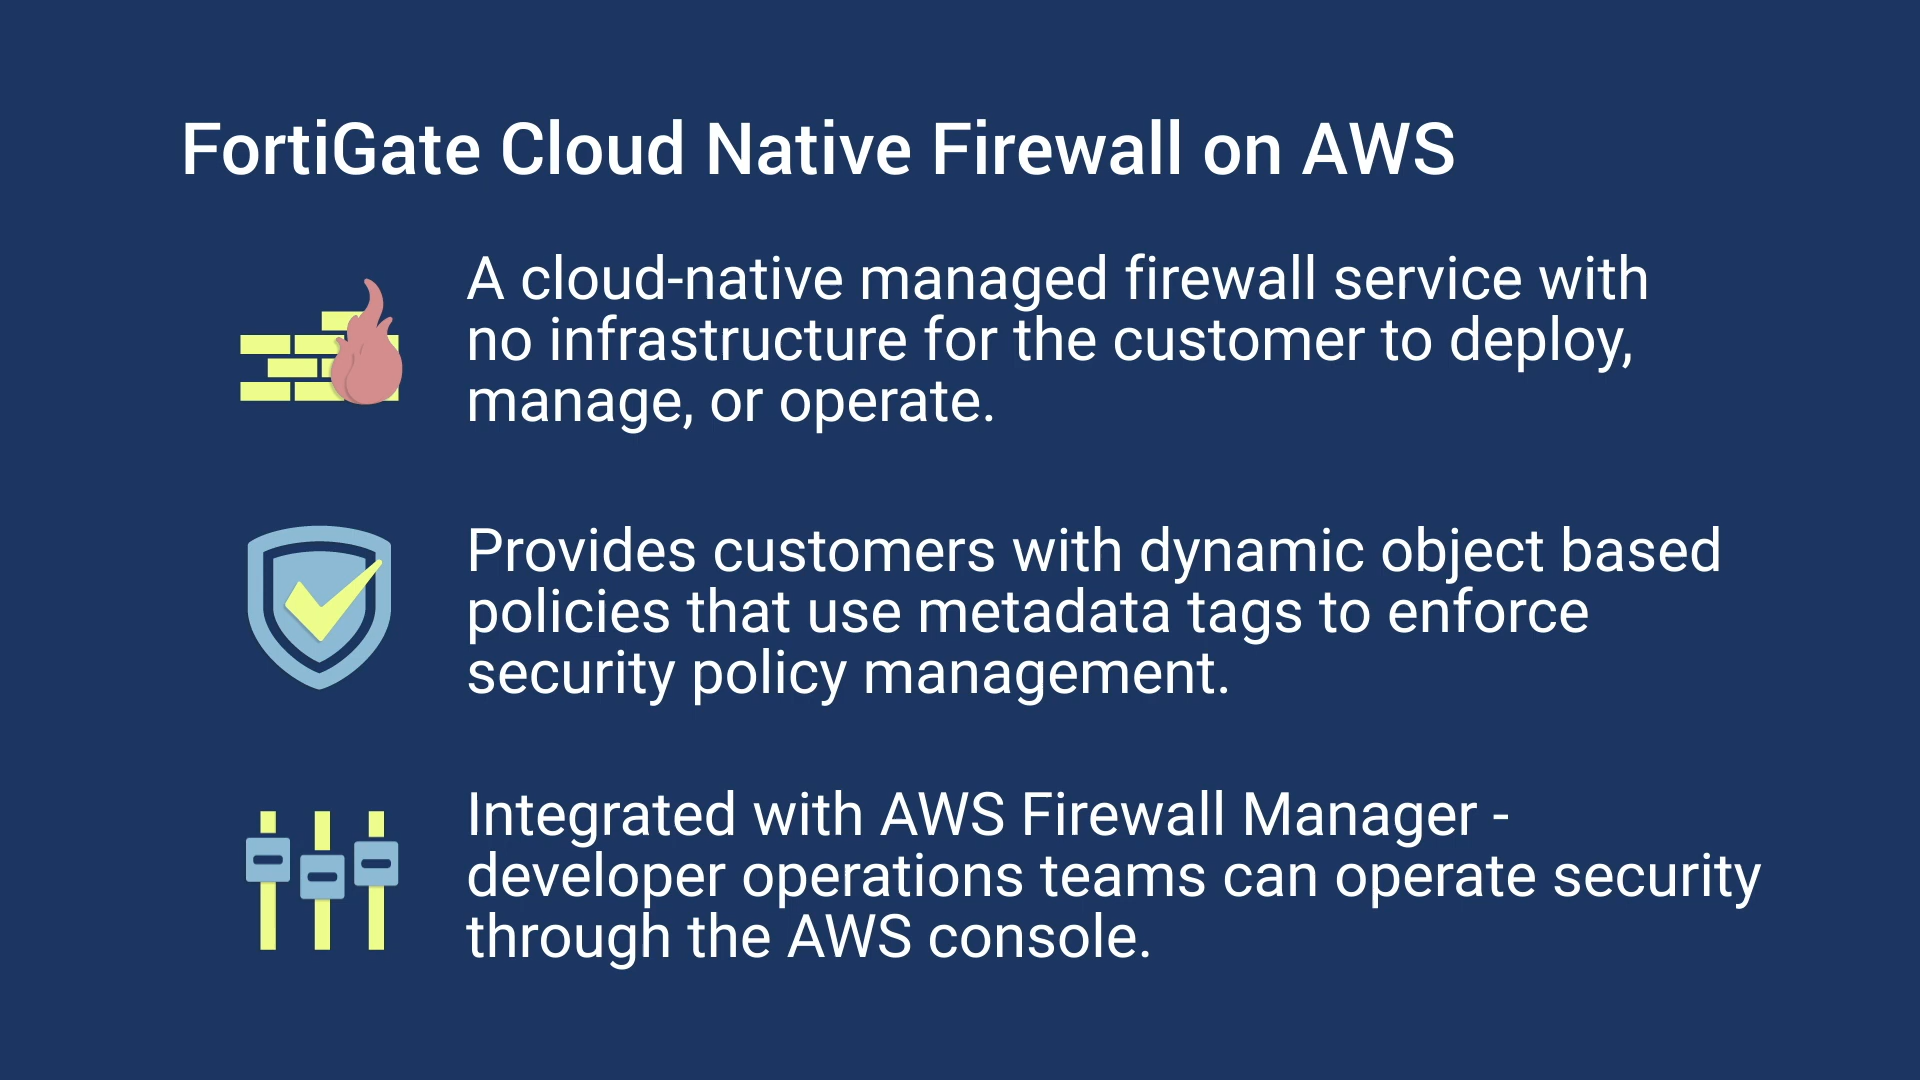 FortiGate Cloud Native Firewall on AWS
A cloud-native managed firewall service with
no infrastructure for the customer to deploy,
manage, or operate.
Provides customers with dynamic object based
policies that use metadata tags to enforce
security policy management.
Integrated with AWS Firewall Manager -
developer operations teams can operate security
through the AWS console.